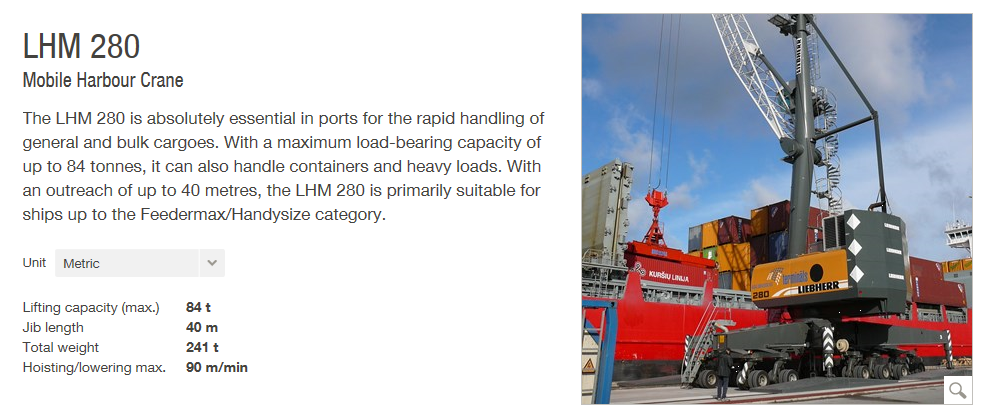 LHM 280
Mobile Harbour Crane
The LHM 280 is absolutely essential in ports for the rapid handling of
general and bulk cargoes. With a maximum load-bearing capacity of
up to 84 tonnes, it can also handle containers and heavy loads. With
an outreach of up to 40 metres, the LHM 280 is primarily suitable for
ships up to the Feedermax/Handysize category.
Unit Metric
Lifting capacity (max.) 84 t
Jib length 40 m
Total weight 241 t
Hoisting/lowering max. 90 m/min
KURŠIŲ LINIJA
LIEBHERR
280